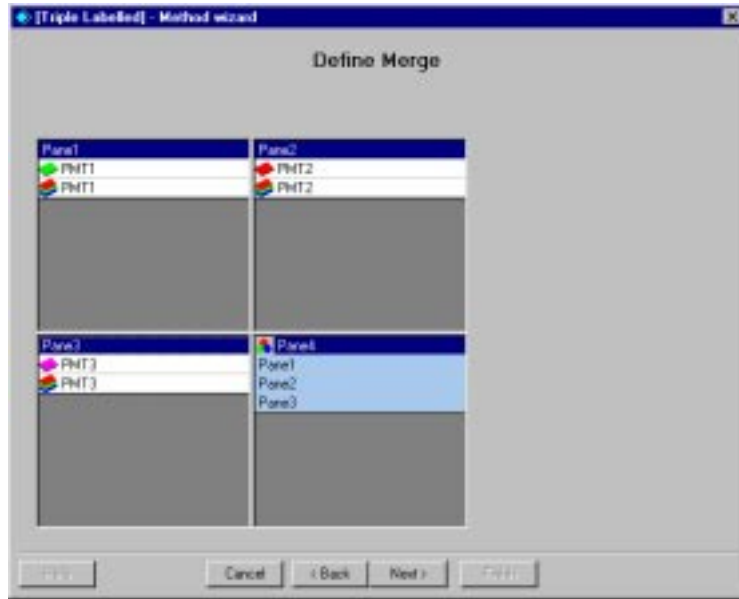 [Triple Labelled] - Method wizard
Define Merge
Pane1
PMT1
PMT1
Pane2
PMT2
PMT2
Pane3
PMT3
PMT3
Pane4
Pane1
Pane2
Pane3
Cancel
< Back
Next >